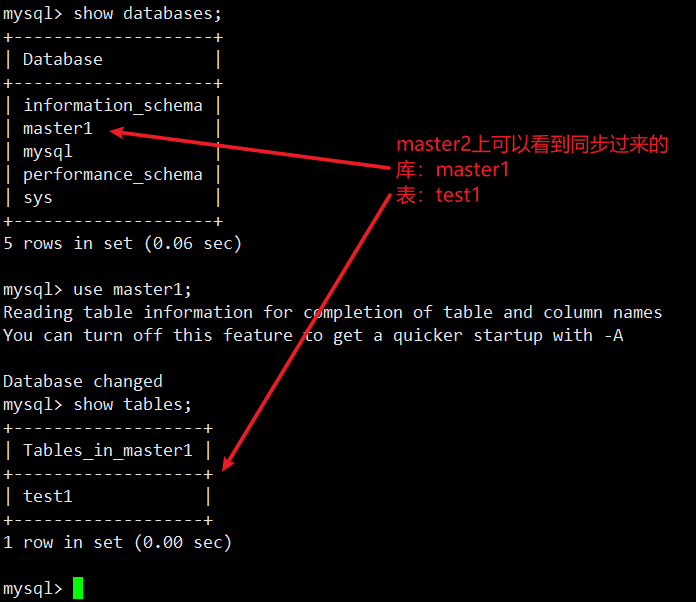 mysql> show databases;
+--------------------+
| Database           |
+--------------------+
| information_schema |
| master1            |
| mysql              |
| performance_schema |
| sys                |
+--------------------+
5 rows in set (0.06 sec)
master2上可以看到同步过来的
库：master1
表：test1
mysql> use master1;
Reading table information for completion of table and column names
You can turn off this feature to get a quicker startup with -A
Database changed
mysql> show tables;
+-------------------+
| Tables_in_master1 |
+-------------------+
| test1             |
+-------------------+
1 row in set (0.00 sec)
mysql>